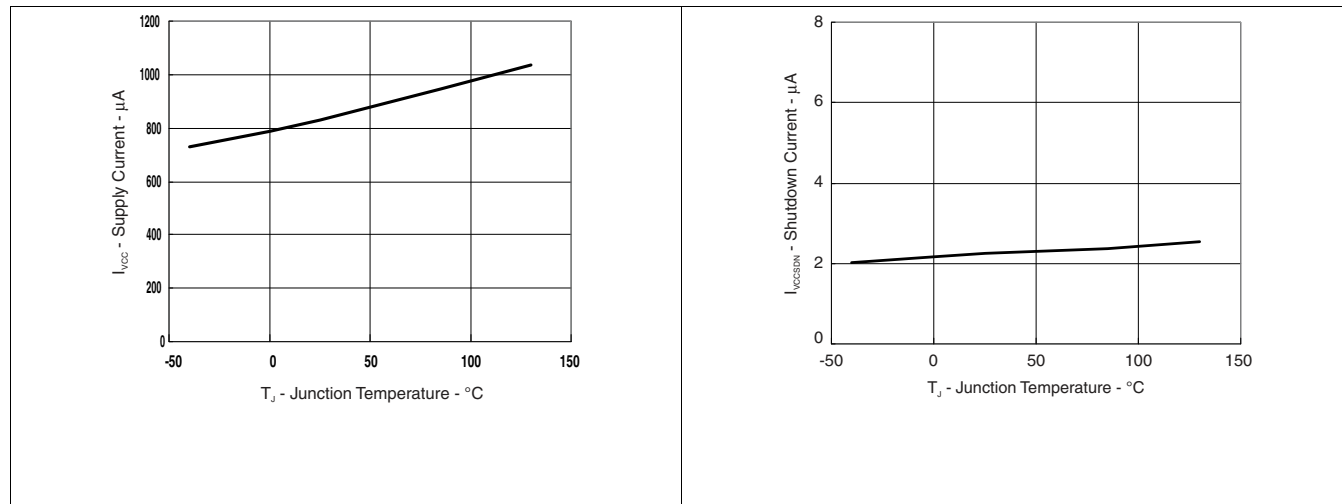 1200
1000
800
600
400
200
0
-50 0 50 100 150
I_VCC - Supply Current - µA
T_J - Junction Temperature - °C
8
6
4
2
0
-50 0 50 100 150
I_VCCSDN - Shutdown Current - µA
T_J - Junction Temperature - °C